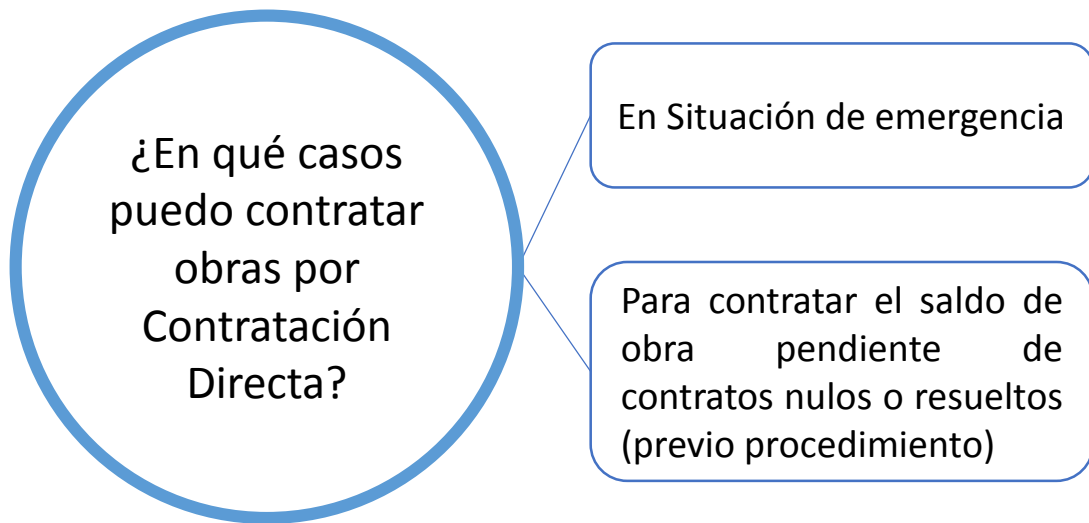 ¿En qué casos
puedo contratar
obras por
Contratación
Directa?
En Situación de emergencia
Para contratar el saldo de
obra pendiente de
contratos nulos o resueltos
(previo procedimiento)